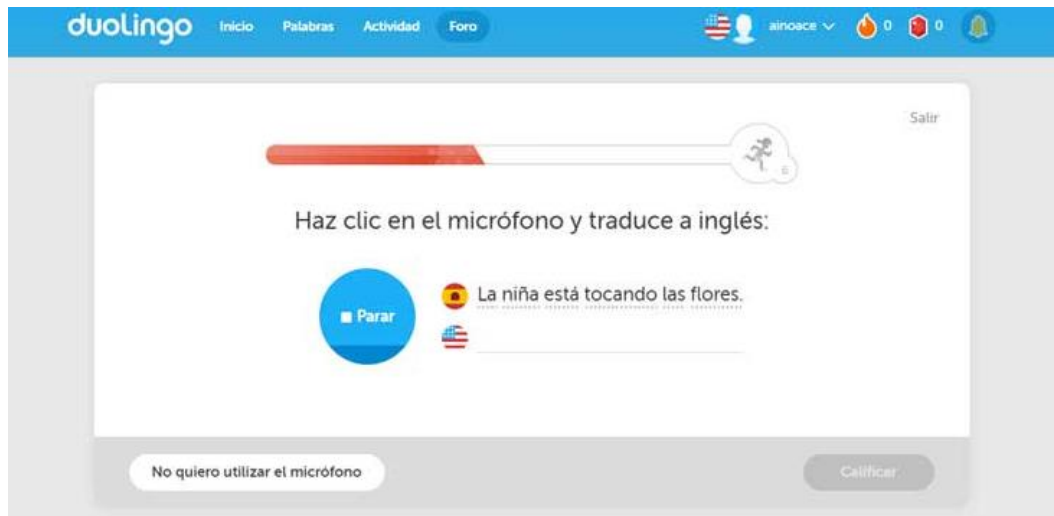 duolingo Inicio Palabras Actividad Foro ainoace 0 0
Salir
6
Haz clic en el micrófono y traduce a inglés:
La niña está tocando las flores.
Parar
No quiero utilizar el micrófono Calificar